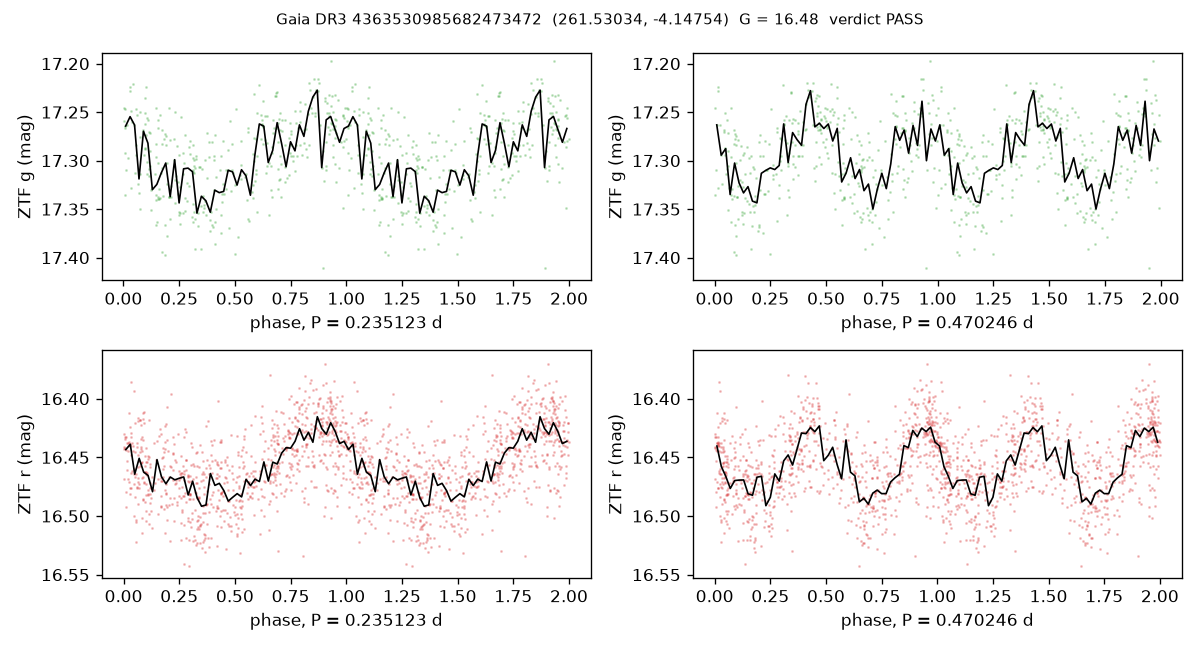 Gaia DR3 4363530985682473472  (261.53034, -4.14754)  G = 16.48  verdict PASS
ZTF g (mag)
17.20
17.25
17.30
17.35
17.40
0.00 0.25 0.50 0.75 1.00 1.25 1.50 1.75 2.00
phase, P = 0.235123 d
ZTF g (mag)
17.20
17.25
17.30
17.35
17.40
0.00 0.25 0.50 0.75 1.00 1.25 1.50 1.75 2.00
phase, P = 0.470246 d
ZTF r (mag)
16.40
16.45
16.50
16.55
0.00 0.25 0.50 0.75 1.00 1.25 1.50 1.75 2.00
phase, P = 0.235123 d
ZTF r (mag)
16.40
16.45
16.50
16.55
0.00 0.25 0.50 0.75 1.00 1.25 1.50 1.75 2.00
phase, P = 0.470246 d